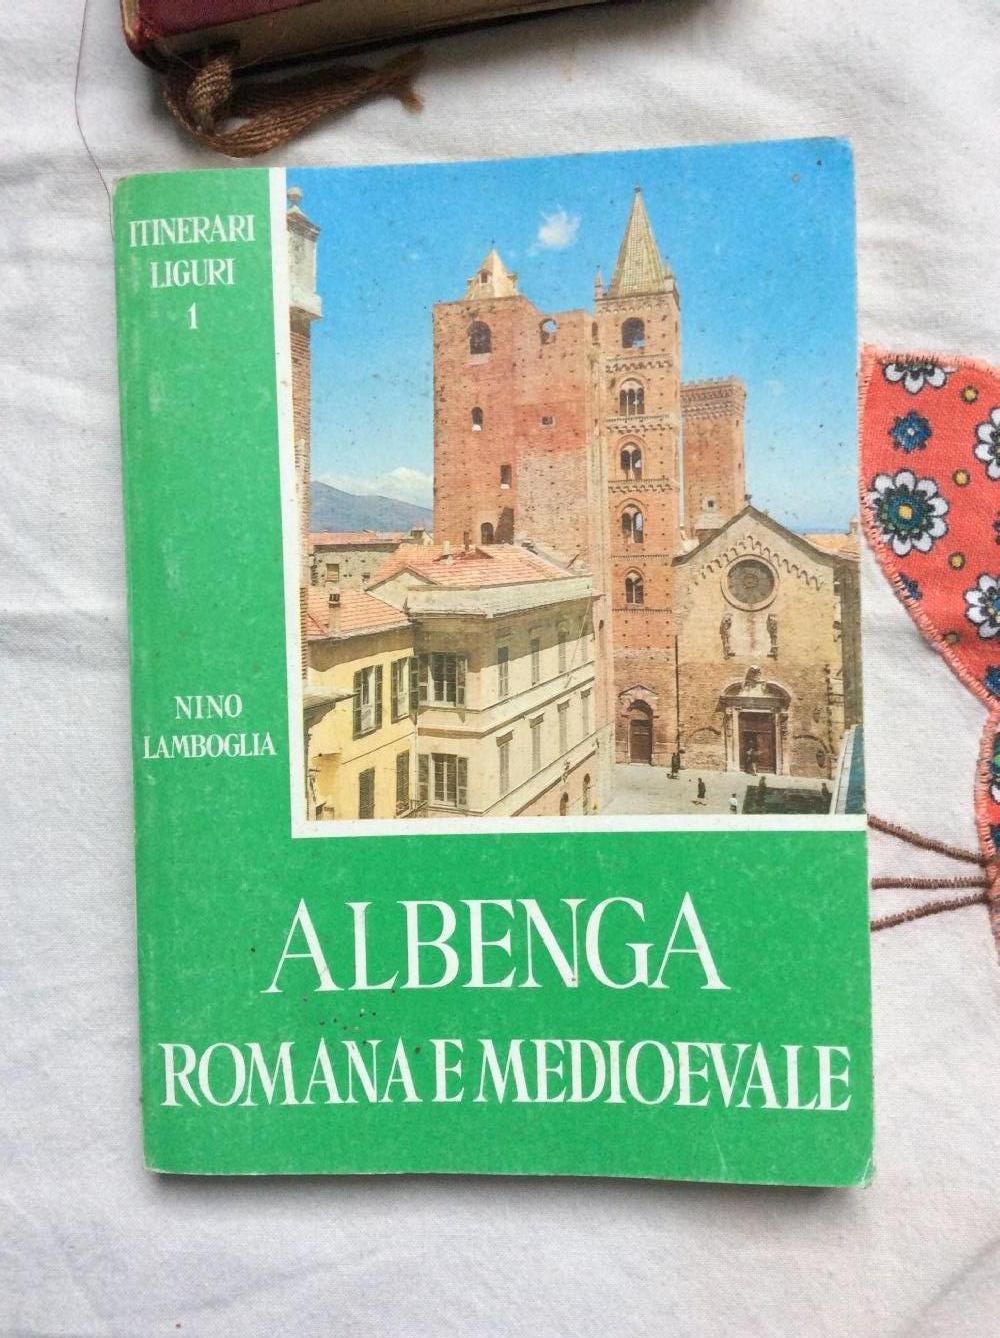 ITINERARI
LIGURI
1
NINO
LAMBOGLIA
ALBENGA
ROMANA E MEDIOEVALE